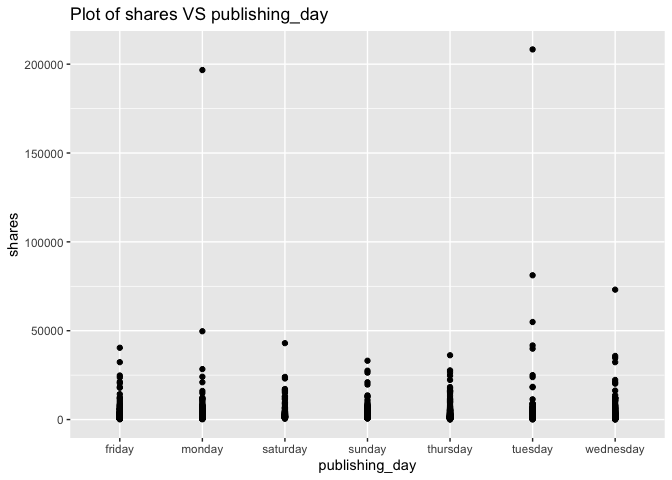 Plot of shares VS publishing_day
200000
150000
100000
50000
0
shares
friday monday saturday sunday thursday tuesday wednesday
publishing_day